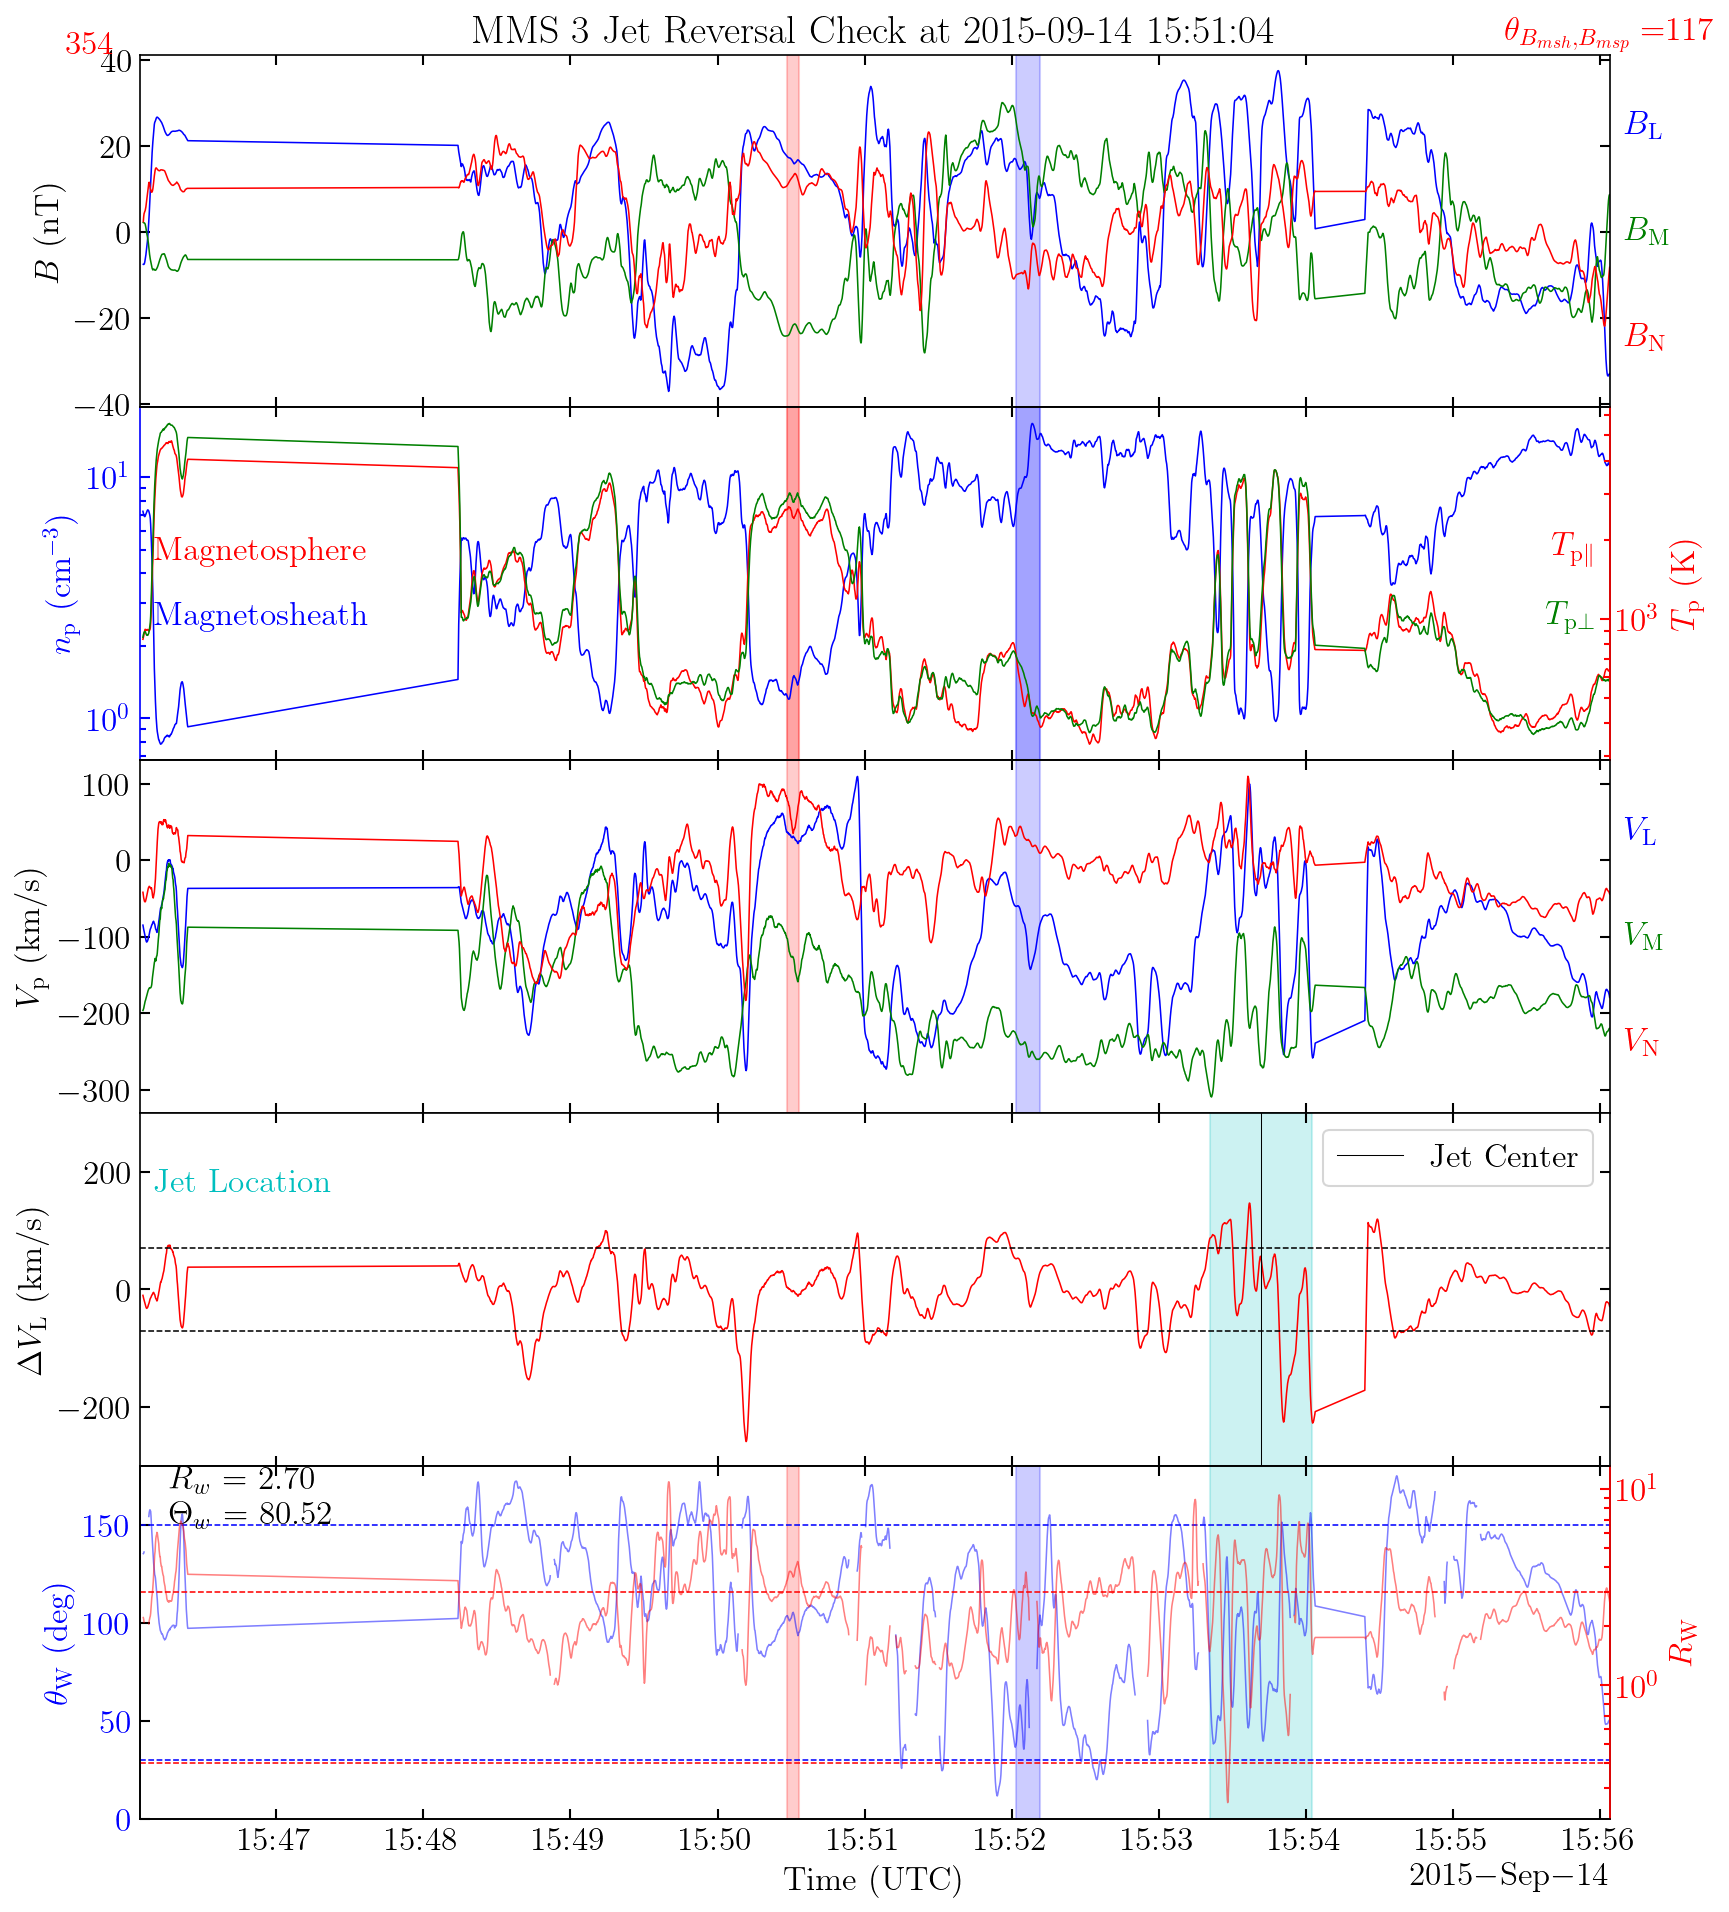 MMS 3 Jet Reversal Check at 2015-09-14 15:51:04
354
θ_{B_{msh},B_{msp}} =117
40
20
0
−20
−40
B (nT)
B_L
B_M
B_N
10^1
10^0
n_p (cm^{−3})
Magnetosphere
Magnetosheath
T_{p∥}
T_{p⊥}
10^3
T_p (K)
100
0
−100
−200
−300
V_p (km/s)
V_L
V_M
V_N
200
0
−200
ΔV_L (km/s)
Jet Location
Jet Center
R_w = 2.70
Θ_w = 80.52
150
100
50
0
θ_W (deg)
10^1
10^0
R_W
15:47 15:48 15:49 15:50 15:51 15:52 15:53 15:54 15:55 15:56
2015−Sep−14
Time (UTC)